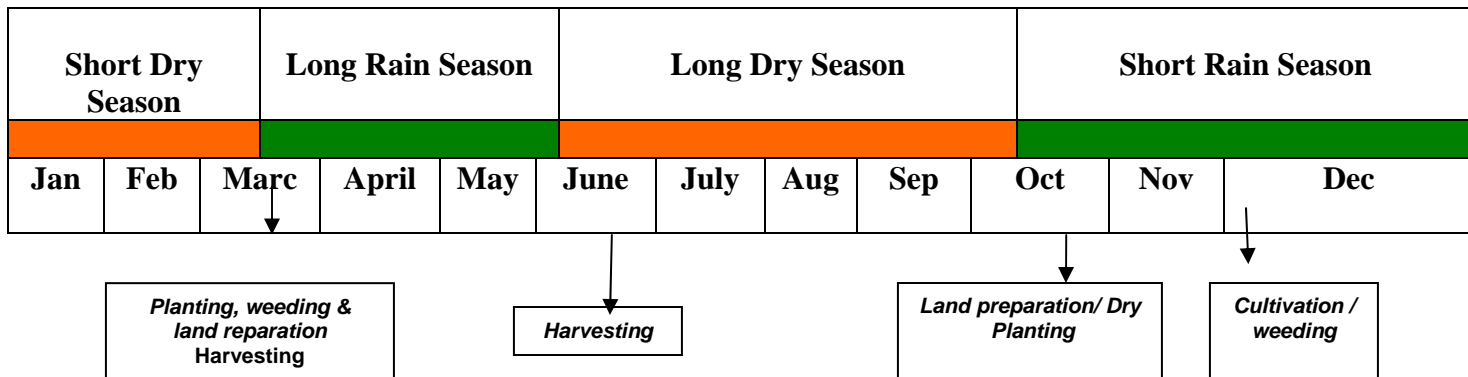 Short Dry
Season
Long Rain Season
Long Dry Season
Short Rain Season
Jan
Feb
Marc
April
May
June
July
Aug
Sep
Oct
Nov
Dec
Planting, weeding &
land reparation
Harvesting
Harvesting
Land preparation/ Dry
Planting
Cultivation /
weeding